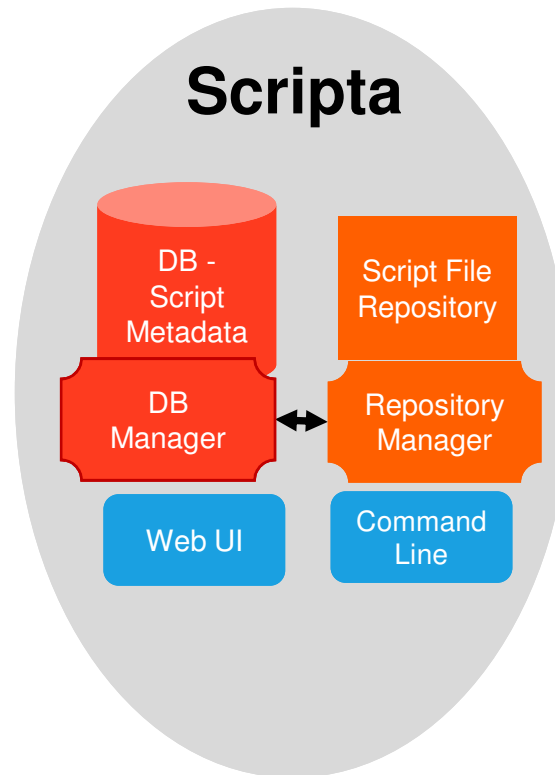 Scripta
DB -
Script
Metadata
Script File
Repository
DB
Manager
Repository
Manager
Web UI
Command
Line